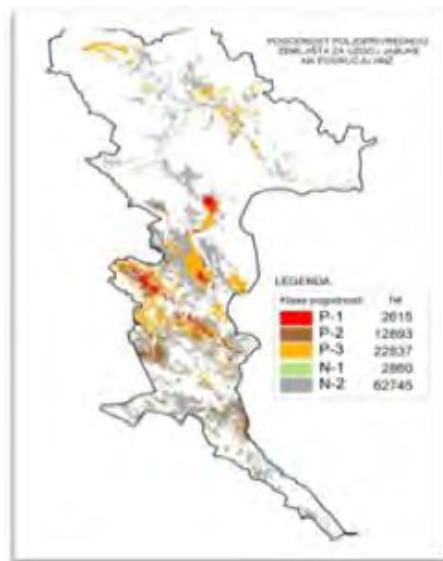 POGODNOST POLJOPRIVREDNOG
ZEMLJIŠTA ZA UZGOJ JABUKE
NA PODRUČJU HNŽ
LEGENDA
Klasa pogodnosti ha
P-1 2615
P-2 12893
P-3 22837
N-1 2860
N-2 62745